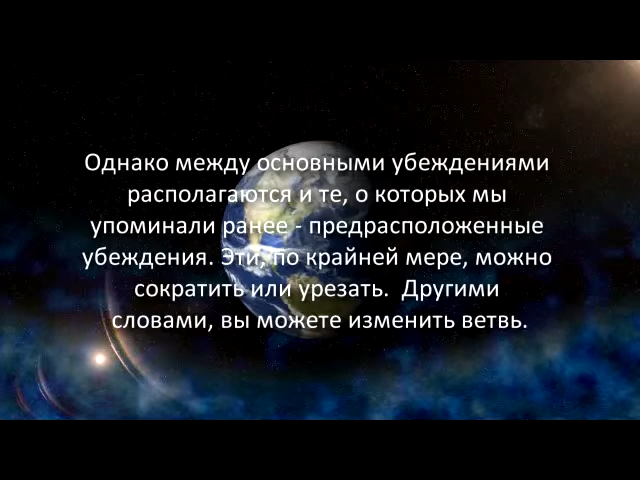 Однако между основными убеждениями
располагаются и те, о которых мы
упоминали ранее - предрасположенные
убеждения. Эти, по крайней мере, можно
сократить или урезать.  Другими
словами, вы можете изменить ветвь.